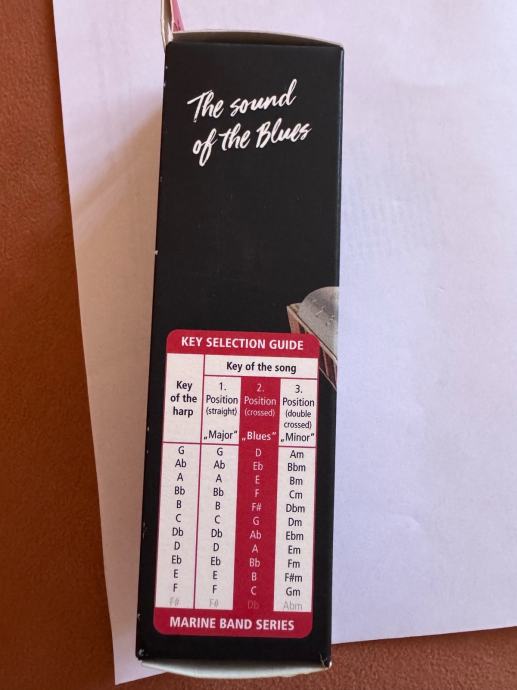 The sound
of the Blues
KEY SELECTION GUIDE
Key of the harp | Key of the song
1. Position (straight) „Major" | 2. Position (crossed) „Blues" | 3. Position (double crossed) „Minor"
G G D Am
Ab Ab Eb Bbm
A A E Bm
Bb Bb F Cm
B B F# Dbm
C C G Dm
Db Db Ab Ebm
D D A Em
Eb Eb Bb Fm
E E B F#m
F F C Gm
F# F# Db Abm
MARINE BAND SERIES